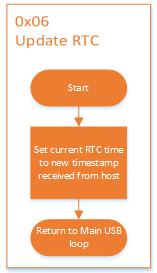 0x06
Update RTC
Start
Set current RTC time
to new timestamp
received from host
Return to Main USB
loop